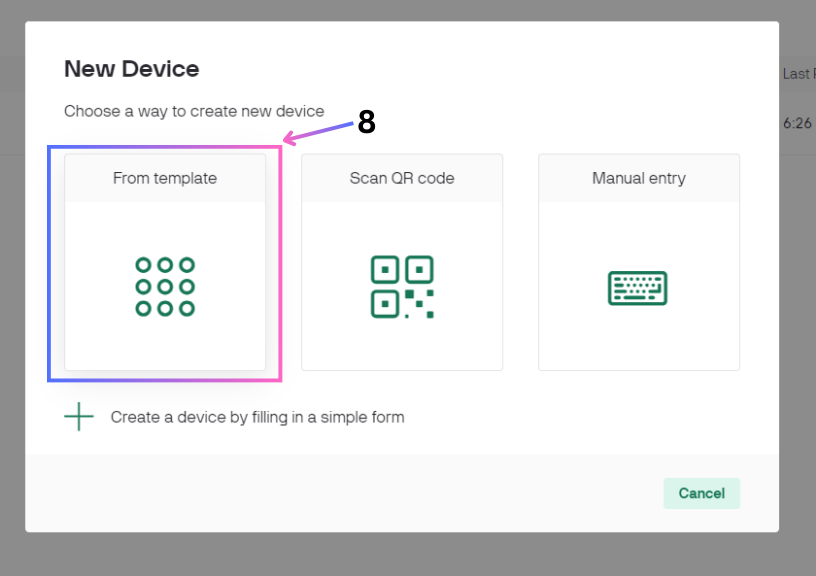 New Device
Choose a way to create new device
8
From template
Scan QR code
Manual entry
Create a device by filling in a simple form
Cancel
Last
6:26